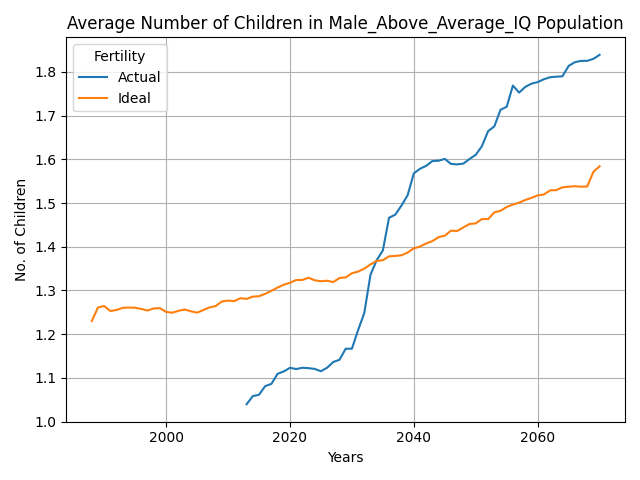 Average Number of Children in Male_Above_Average_IQ Population
Fertility
Actual
Ideal
No. of Children
1.8
1.7
1.6
1.5
1.4
1.3
1.2
1.1
1.0
2000 2020 2040 2060
Years